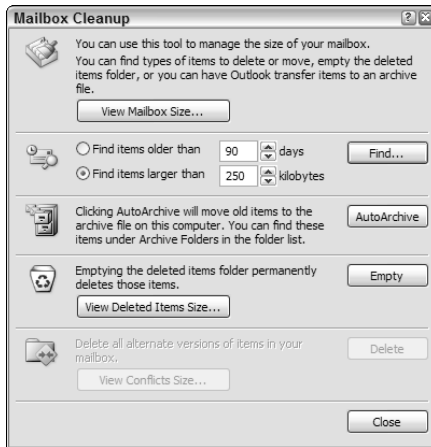 Mailbox Cleanup
You can use this tool to manage the size of your mailbox.
You can find types of items to delete or move, empty the deleted
items folder, or you can have Outlook transfer items to an archive
file.
View Mailbox Size...
Find items older than 90 days
Find...
Find items larger than 250 kilobytes
Clicking AutoArchive will move old items to the
archive file on this computer. You can find these
items under Archive Folders in the folder list.
AutoArchive
Emptying the deleted items folder permanently
deletes those items.
Empty
View Deleted Items Size...
Delete all alternate versions of items in your
mailbox.
Delete
View Conflicts Size...
Close